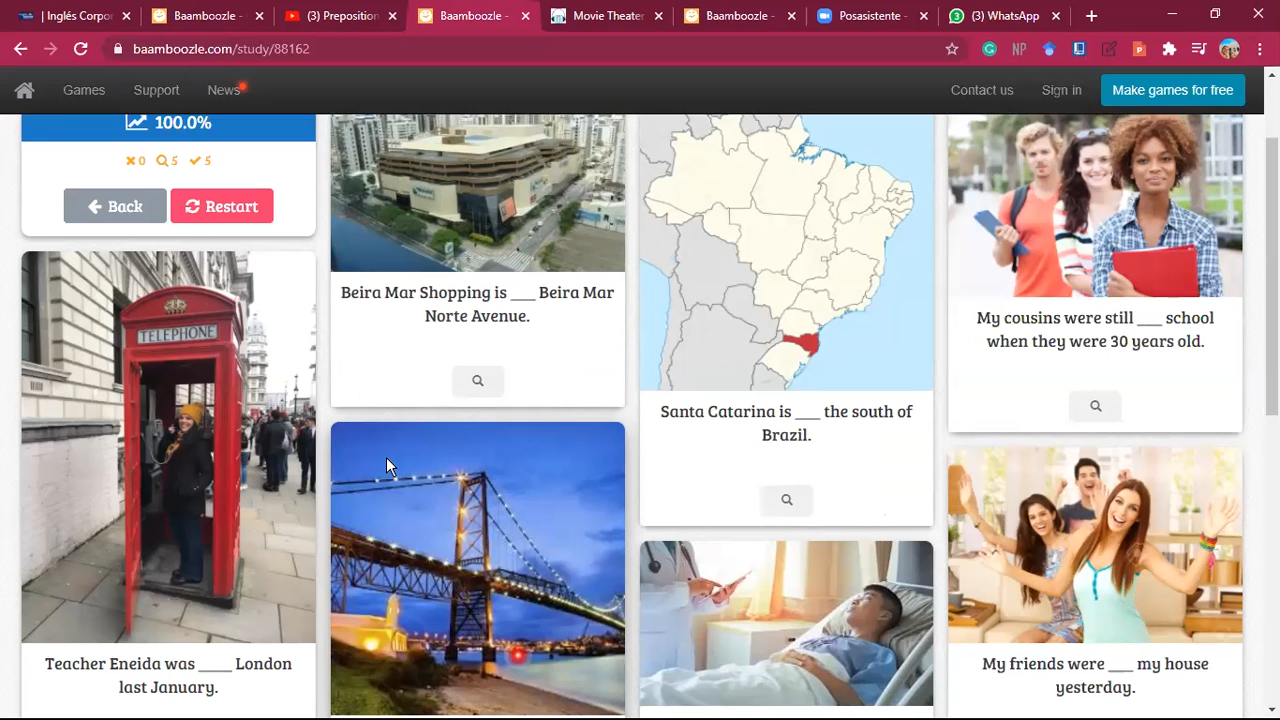 | Inglés Corpor
Baamboozle -
(3) Preposition
Baamboozle -
Movie Theater
Baamboozle -
Posasistente -
(3) WhatsApp
baamboozle.com/study/88162
NP
Games
Support
News
Contact us
Sign in
Make games for free
100.0%
0 5 5
Back
Restart
TELEPHONE
Teacher Eneida was ____ London
last January.
Beira Mar Shopping is ___ Beira Mar
Norte Avenue.
Santa Catarina is ___ the south of
Brazil.
My cousins were still ___ school
when they were 30 years old.
My friends were ___ my house
yesterday.